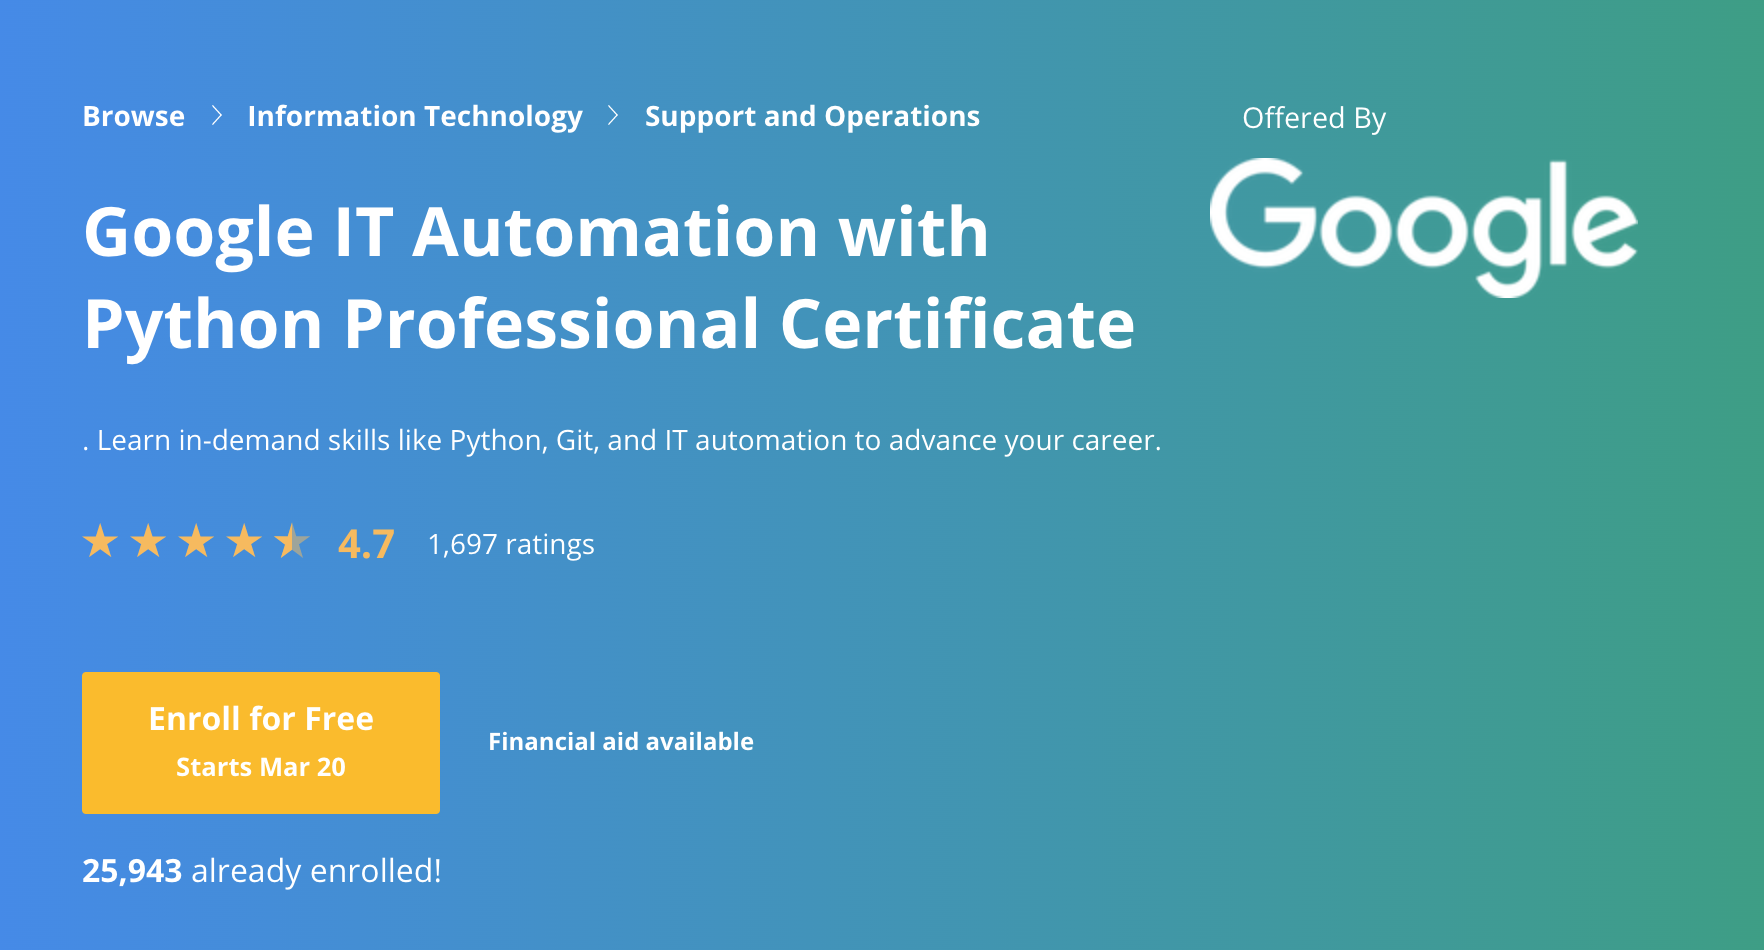 Browse > Information Technology > Support and Operations
Offered By
Google
Google IT Automation with
Python Professional Certificate
. Learn in-demand skills like Python, Git, and IT automation to advance your career.
4.7 1,697 ratings
Enroll for Free
Starts Mar 20
Financial aid available
25,943 already enrolled!